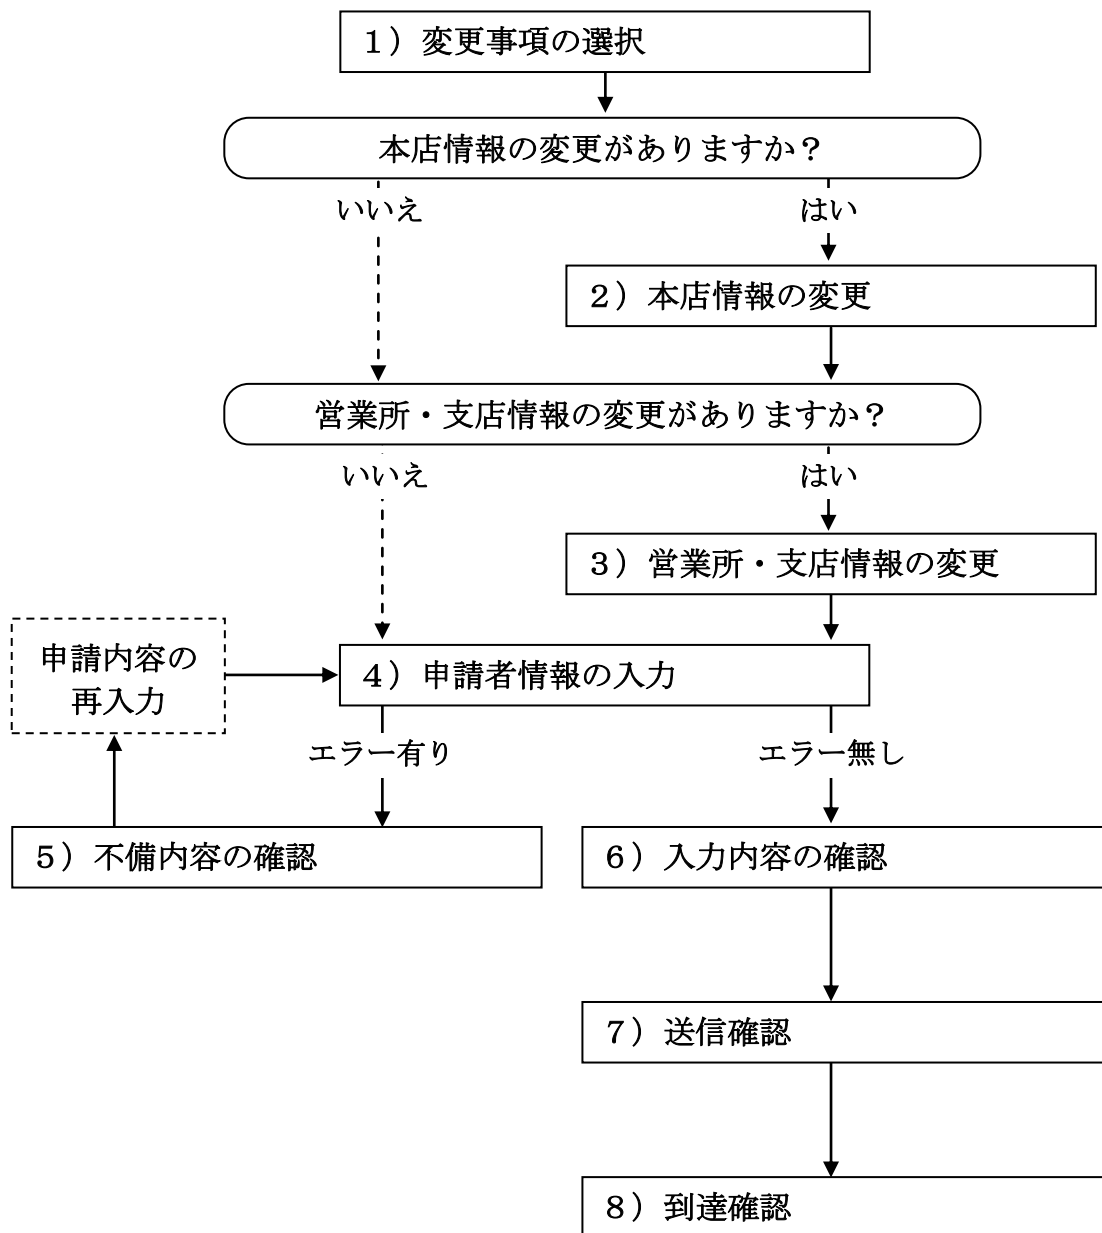 １）変更事項の選択
本店情報の変更がありますか？
いいえ
はい
２）本店情報の変更
営業所・支店情報の変更がありますか？
いいえ
はい
３）営業所・支店情報の変更
申請内容の
再入力
４）申請者情報の入力
エラー有り
エラー無し
５）不備内容の確認
６）入力内容の確認
７）送信確認
８）到達確認